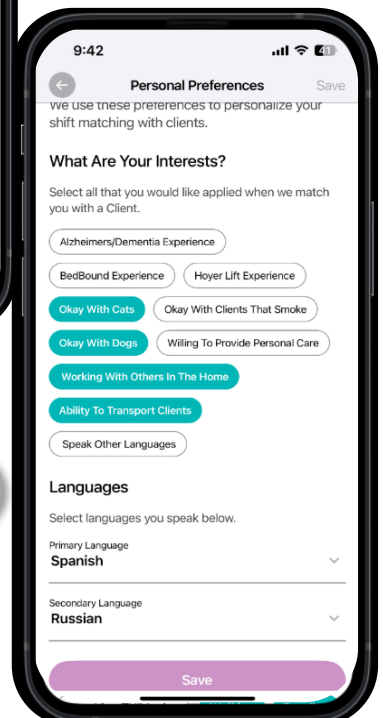 9:42
41
Personal Preferences
Save
We use these preferences to personalize your
shift matching with clients.
What Are Your Interests?
Select all that you would like applied when we match
you with a Client.
Alzheimers/Dementia Experience
BedBound Experience
Hoyer Lift Experience
Okay With Cats
Okay With Clients That Smoke
Okay With Dogs
Willing To Provide Personal Care
Working With Others In The Home
Ability To Transport Clients
Speak Other Languages
Languages
Select languages you speak below.
Primary Language
Spanish
Secondary Language
Russian
Save